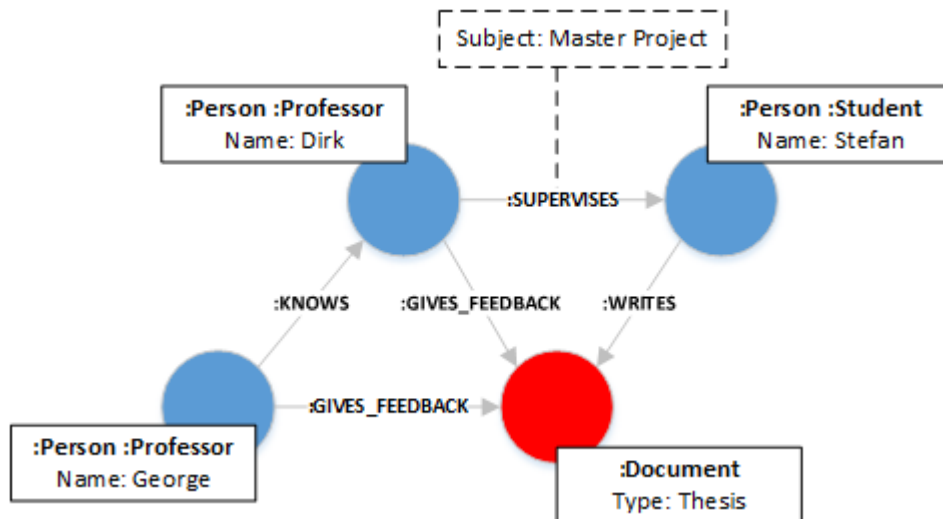 Subject: Master Project
:Person :Professor
Name: Dirk
:Person :Student
Name: Stefan
:SUPERVISES
:KNOWS
:GIVES_FEEDBACK
:WRITES
:GIVES_FEEDBACK
:Person :Professor
Name: George
:Document
Type: Thesis